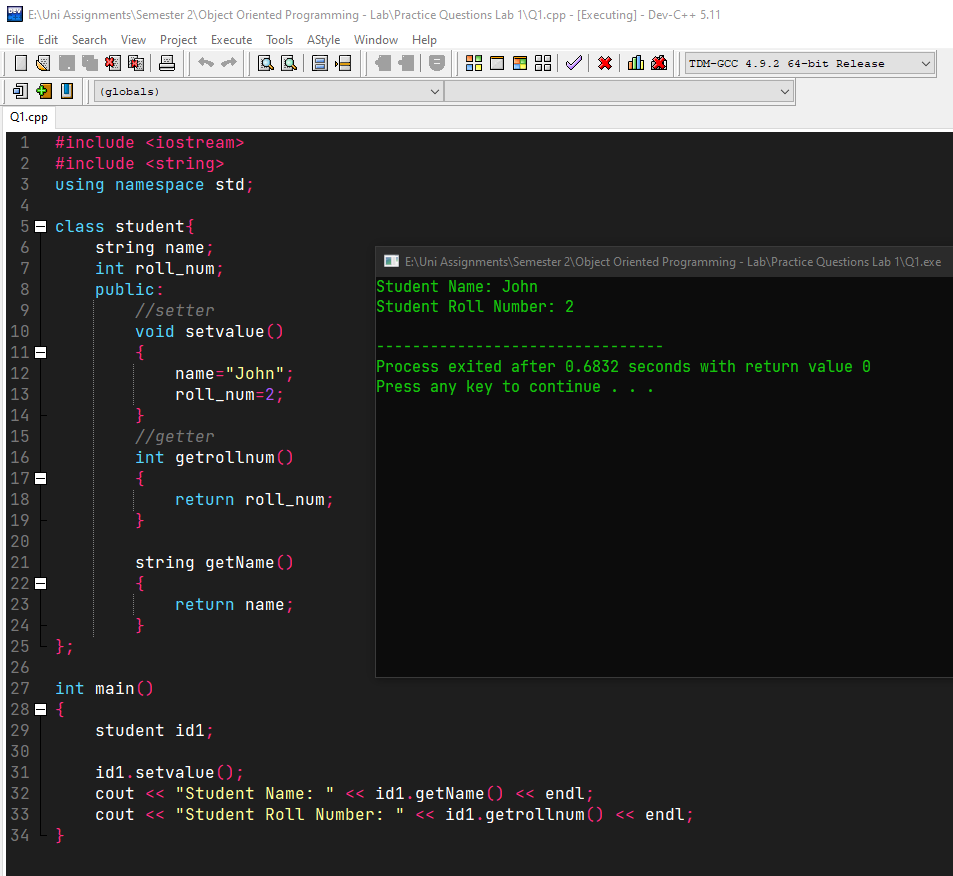 E:\Uni Assignments\Semester 2\Object Oriented Programming - Lab\Practice Questions Lab 1\Q1.cpp - [Executing] - Dev-C++ 5.11
File Edit Search View Project Execute Tools AStyle Window Help
TDM-GCC 4.9.2 64-bit Release
(globals)
Q1.cpp
1 #include <iostream>
2 #include <string>
3 using namespace std;
4
5 class student{
6 string name;
7 int roll_num;
8 public:
9 //setter
10 void setvalue()
11 {
12 name="John";
13 roll_num=2;
14 }
15 //getter
16 int getrollnum()
17 {
18 return roll_num;
19 }
20
21 string getName()
22 {
23 return name;
24 }
25 };
26
27 int main()
28 {
29 student id1;
30
31 id1.setvalue();
32 cout << "Student Name: " << id1.getName() << endl;
33 cout << "Student Roll Number: " << id1.getrollnum() << endl;
34 }
E:\Uni Assignments\Semester 2\Object Oriented Programming - Lab\Practice Questions Lab 1\Q1.exe
Student Name: John
Student Roll Number: 2
--------------------------------
Process exited after 0.6832 seconds with return value 0
Press any key to continue . . .